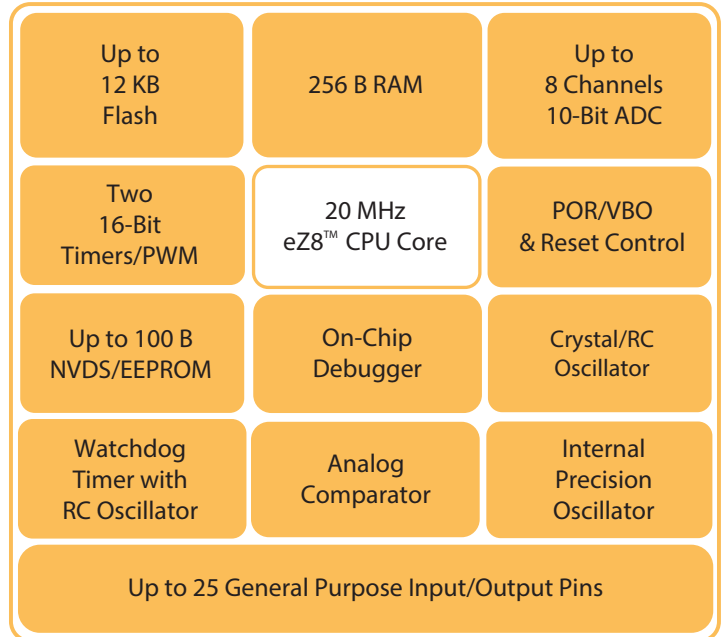 Up to
12 KB
Flash
256 B RAM
Up to
8 Channels
10-Bit ADC
Two
16-Bit
Timers/PWM
20 MHz
eZ8™ CPU Core
POR/VBO
& Reset Control
Up to 100 B
NVDS/EEPROM
On-Chip
Debugger
Crystal/RC
Oscillator
Watchdog
Timer with
RC Oscillator
Analog
Comparator
Internal
Precision
Oscillator
Up to 25 General Purpose Input/Output Pins